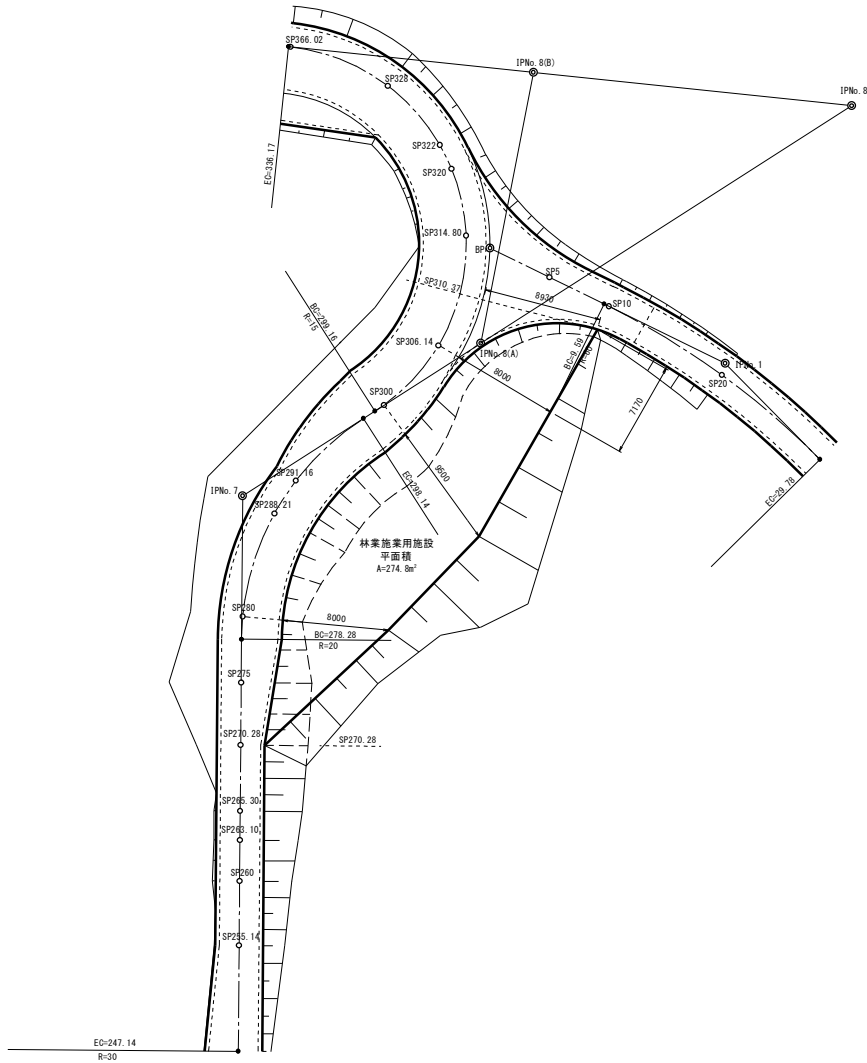 SP366.02
IPNo.8(B)
SP328
IPNo.8
SP322
SP320
EC=336.17
SP314.80
BP
SP5
SP310.37
8930
SP10
BC=299.16
R=15
SP306.14
IPNo.8(A)
BC=9.59
R=60
IPNo.1
SP20
8000
7170
SP300
9500
EC=298.14
EC=29.78
SP291.16
IPNo.7
SP288.21
林業施業用施設
平面積
A=274.8m²
SP280
8000
BC=278.28
R=20
SP275
SP270.28
SP270.28
SP265.30
SP263.10
SP260
SP255.14
EC=247.14
R=30